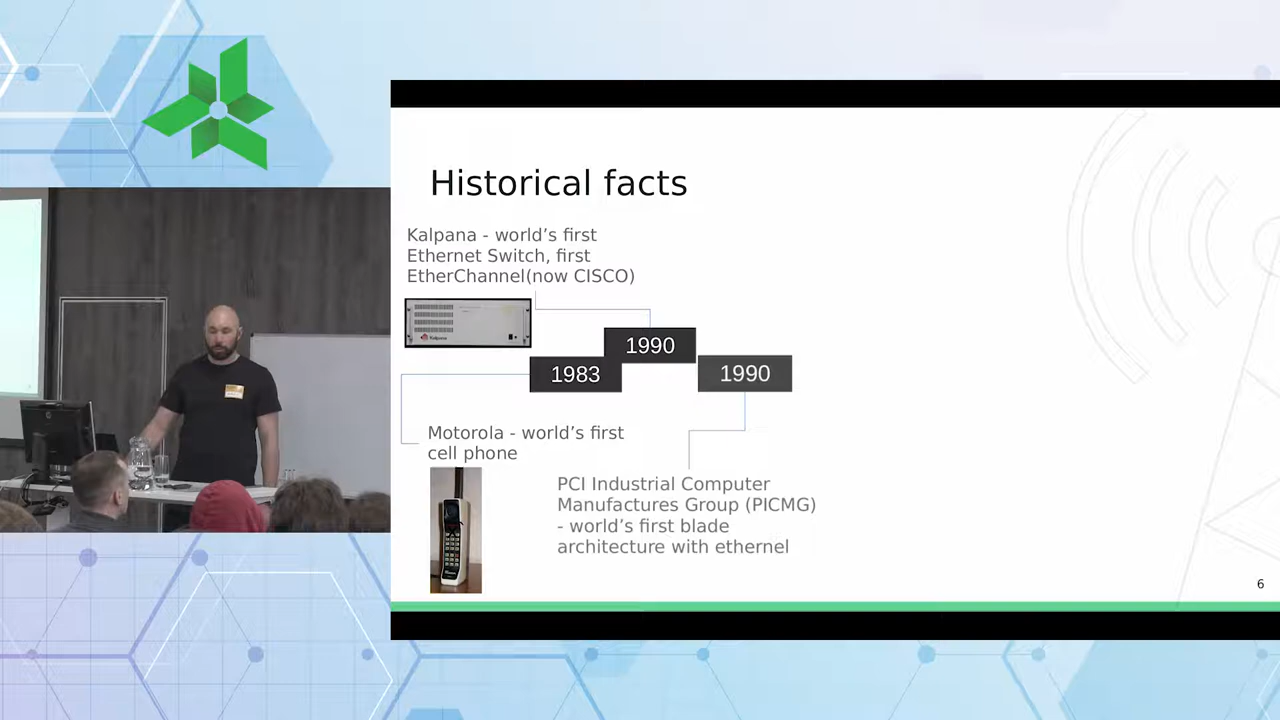 Historical facts
Kalpana - world’s first
Ethernet Switch, first
EtherChannel(now CISCO)
Kalpana
1990
1983
1990
Motorola - world’s first
cell phone
PCI Industrial Computer
Manufactures Group (PICMG)
- world’s first blade
architecture with ethernel
6